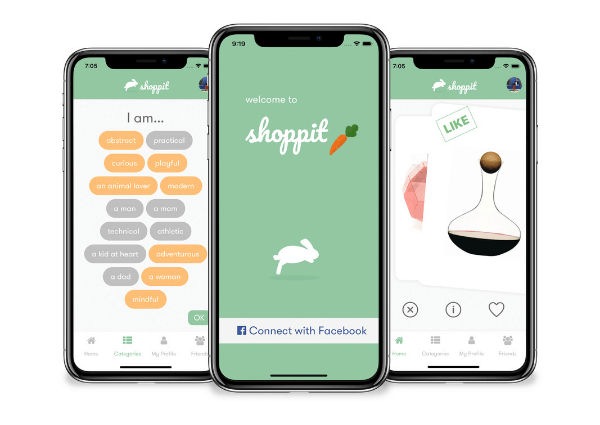 7:05
shoppit
I am...
abstract
practical
curious
playful
an animal lover
modern
a man
a mom
technical
athletic
a kid at heart
adventurous
a dad
a woman
mindful
OK
Home
Categories
My Profile
Friends
9:19
welcome to
shoppit
Connect with Facebook
7:05
shoppit
LIKE
Home
Categories
My Profile
Friends